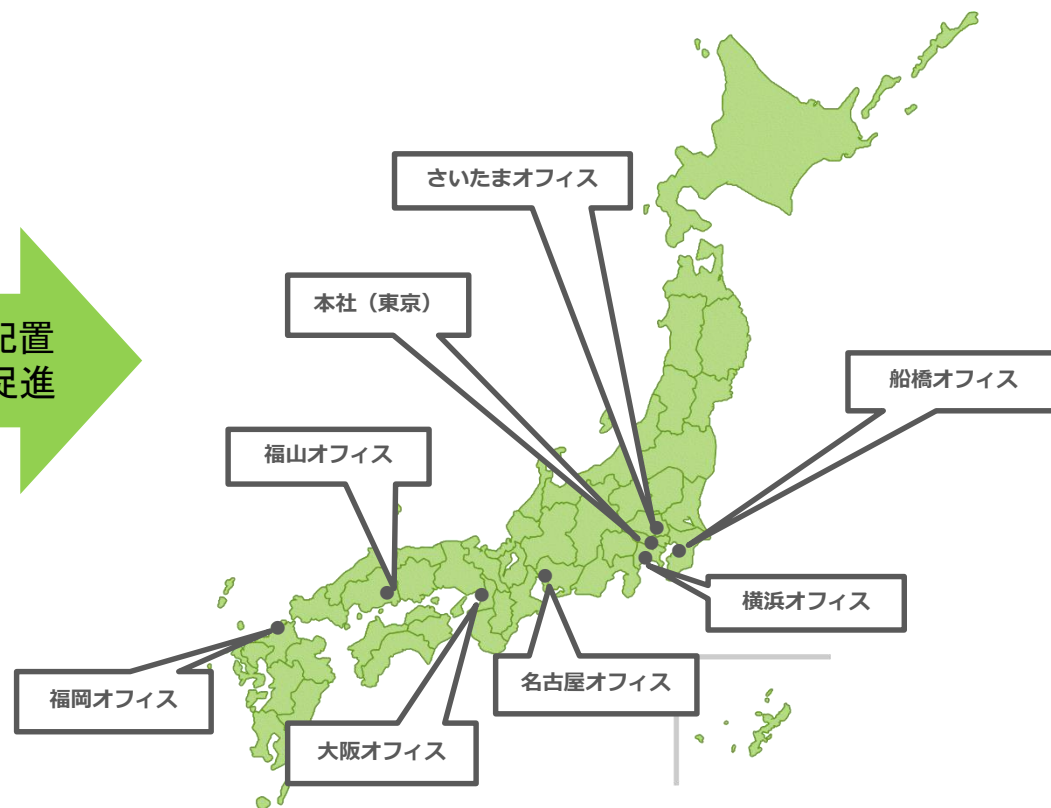 さいたまオフィス
本社（東京）
配置
促進
船橋オフィス
福山オフィス
横浜オフィス
名古屋オフィス
福岡オフィス
大阪オフィス